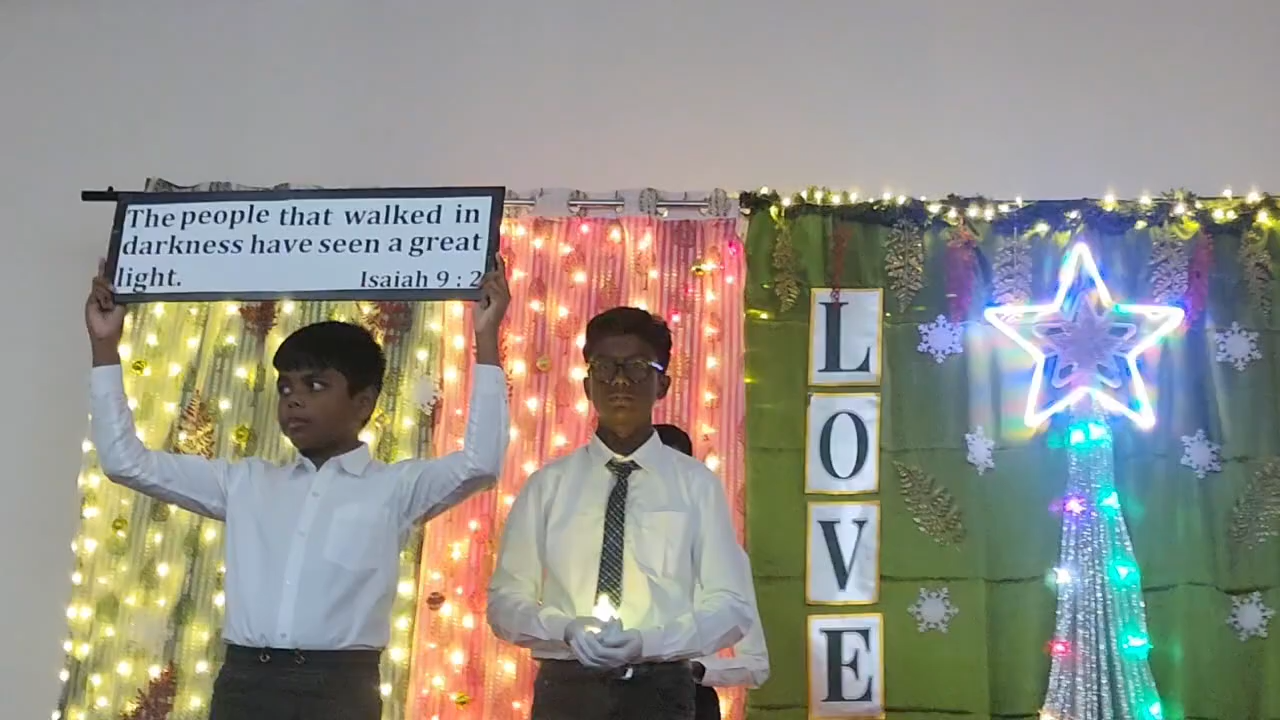 The people that walked in
darkness have seen a great
light.
Isaiah 9 : 2
L
O
V
E